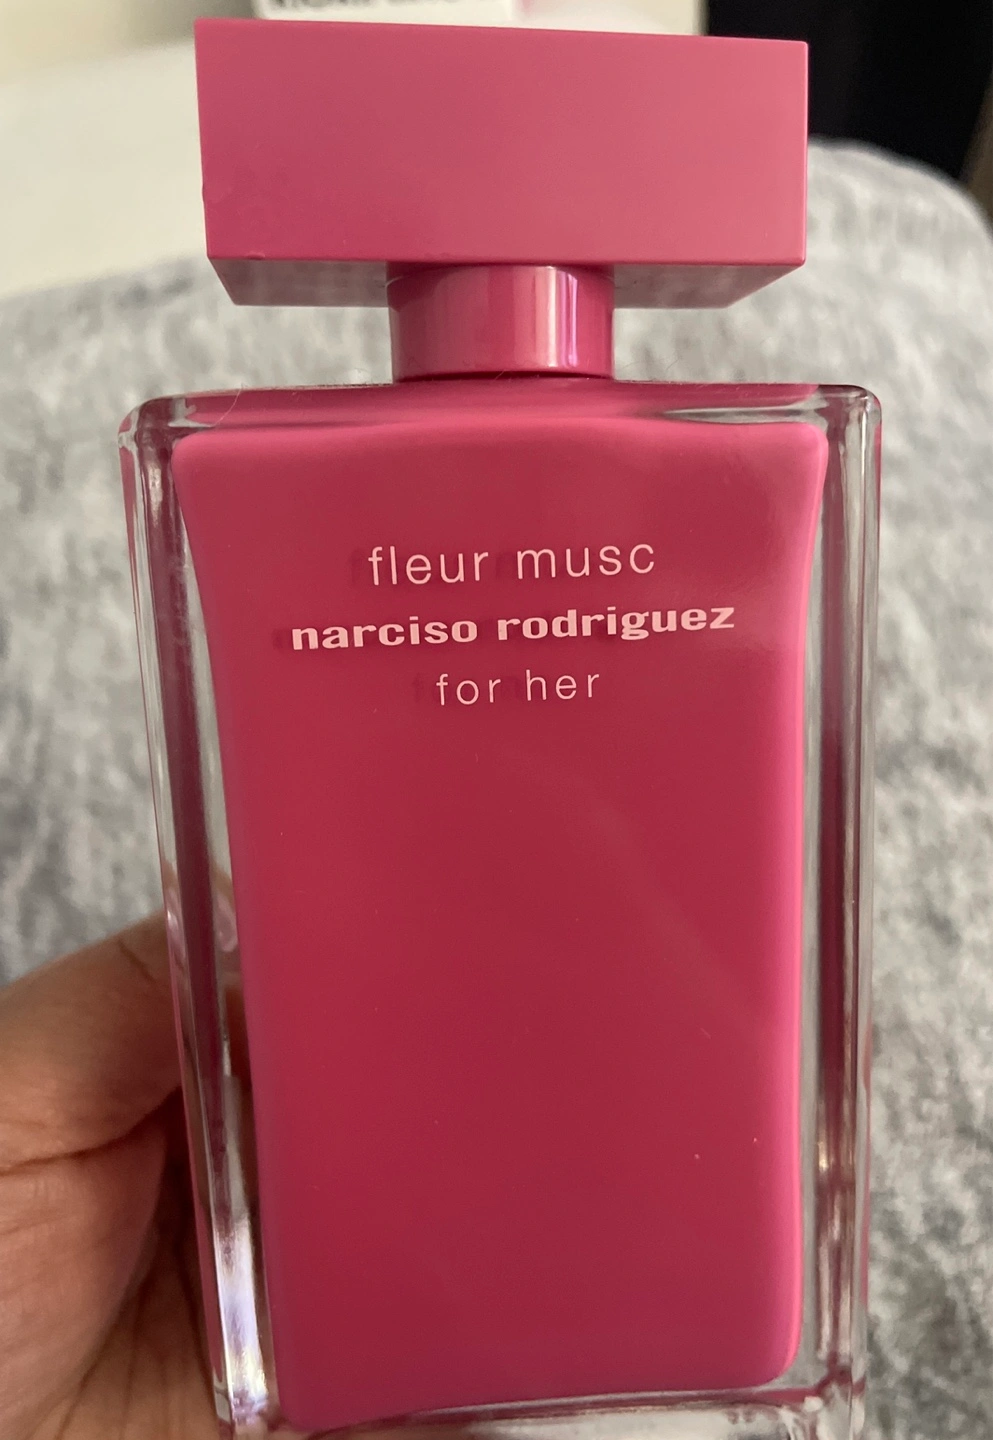 fleur musc
narciso rodriguez
for her